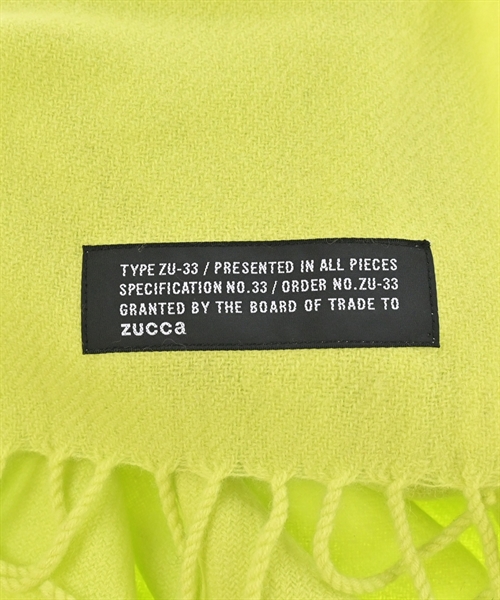 TYPE ZU-33 / PRESENTED IN ALL PIECES
SPECIFICATION NO.33 / ORDER NO.ZU-33
GRANTED BY THE BOARD OF TRADE TO
zucca